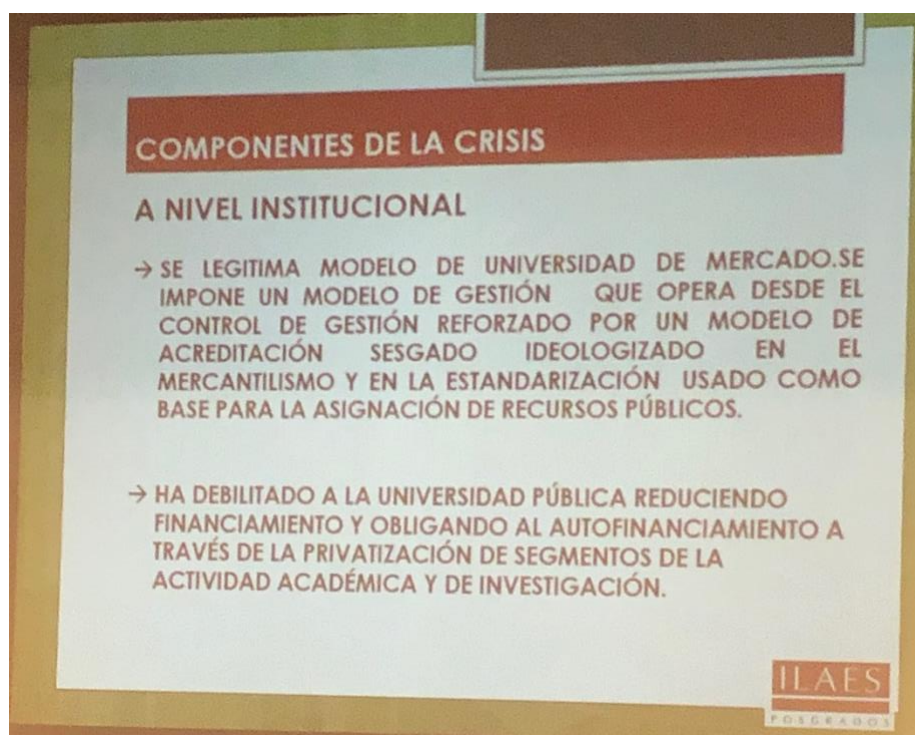 COMPONENTES DE LA CRISIS
A NIVEL INSTITUCIONAL
→ SE LEGITIMA MODELO DE UNIVERSIDAD DE MERCADO.SE
IMPONE UN MODELO DE GESTIÓN QUE OPERA DESDE EL
CONTROL DE GESTIÓN REFORZADO POR UN MODELO DE
ACREDITACIÓN SESGADO IDEOLOGIZADO EN EL
MERCANTILISMO Y EN LA ESTANDARIZACIÓN USADO COMO
BASE PARA LA ASIGNACIÓN DE RECURSOS PÚBLICOS.
→ HA DEBILITADO A LA UNIVERSIDAD PÚBLICA REDUCIENDO
FINANCIAMIENTO Y OBLIGANDO AL AUTOFINANCIAMIENTO A
TRAVÉS DE LA PRIVATIZACIÓN DE SEGMENTOS DE LA
ACTIVIDAD ACADÉMICA Y DE INVESTIGACIÓN.
ILAES
POSGRADOS